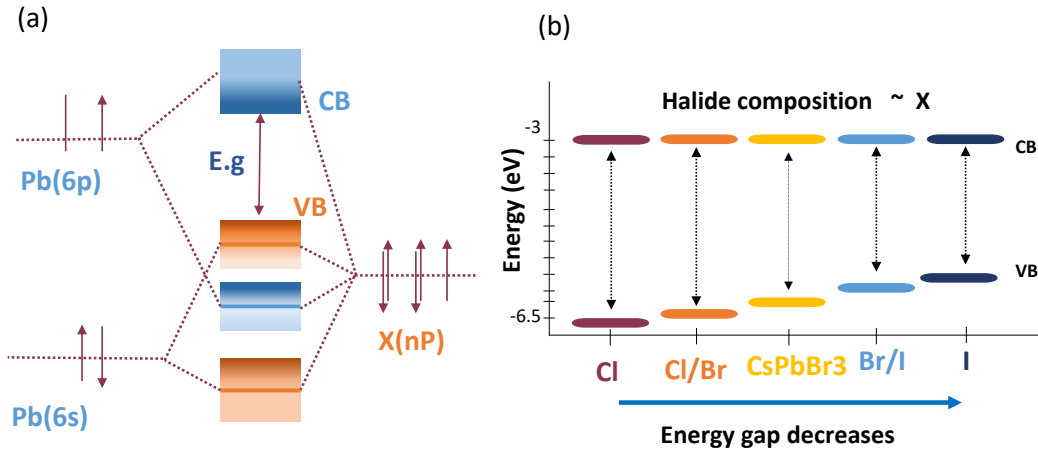 (a)
CB
Pb(6p)
E.g
VB
X(nP)
Pb(6s)
(b)
Halide composition ~ X
-3
CB
Energy (eV)
VB
-6.5
Cl
Cl/Br
CsPbBr3
Br/I
I
Energy gap decreases